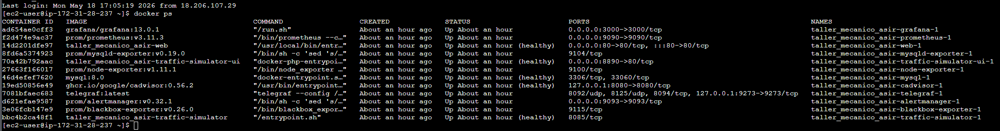 Last login: Mon May 18 17:05:19 2026 from 18.206.107.29
[ec2-user@ip-172-31-28-237 ~]$ docker ps
CONTAINER ID   IMAGE                                    COMMAND                  CREATED             STATUS                       PORTS                                                    NAMES
ad654ae0cff3   grafana/grafana:13.0.1                   "/run.sh"                About an hour ago   Up About an hour             0.0.0.0:3000->3000/tcp                                   taller_mecanico_asir-grafana-1
f2d474e9ac37   prom/prometheus:v3.11.3                  "/bin/prometheus --c…"   About an hour ago   Up About an hour             0.0.0.0:9090->9090/tcp                                   taller_mecanico_asir-prometheus-1
14d2201dfe97   taller_mecanico_asir-web                 "/usr/local/bin/entr…"   About an hour ago   Up About an hour (healthy)   0.0.0.0:80->80/tcp, :::80->80/tcp                        taller_mecanico_asir-web-1
8fd6a5374923   prom/mysqld-exporter:v0.19.0             "/bin/sh -c 'sed 's/…"   About an hour ago   Up About an hour             9104/tcp                                                 taller_mecanico_asir-mysqld-exporter-1
70a42b792aac   taller_mecanico_asir-traffic-simulator-ui   "docker-php-entrypoi…"   About an hour ago   Up About an hour (healthy)   0.0.0.0:8890->80/tcp                                     taller_mecanico_asir-traffic-simulator-ui-1
27663f166017   prom/node-exporter:v1.11.1               "/bin/node_exporter …"   About an hour ago   Up About an hour             9100/tcp                                                 taller_mecanico_asir-node-exporter-1
46d4efef7620   mysql:8.0                                "docker-entrypoint.s…"   About an hour ago   Up About an hour (healthy)   3306/tcp, 33060/tcp                                      taller_mecanico_asir-mysql-1
19ed50856e49   ghcr.io/google/cadvisor:0.56.2           "/usr/bin/entrypoint…"   About an hour ago   Up About an hour (healthy)   127.0.0.1:8080->8080/tcp                                 taller_mecanico_asir-cadvisor-1
7081bfaec683   telegraf:latest                          "telegraf --config /…"   About an hour ago   Up About an hour             8092/udp, 8125/udp, 8094/tcp, 127.0.0.1:9273->9273/tcp   taller_mecanico_asir-telegraf-1
d621efae9587   prom/alertmanager:v0.32.1                "/bin/sh -c 'sed 's/…"   About an hour ago   Up About an hour             0.0.0.0:9093->9093/tcp                                   taller_mecanico_asir-alertmanager-1
3e06fcb147e9   prom/blackbox-exporter:v0.26.0           "/bin/blackbox_expor…"   About an hour ago   Up About an hour             9115/tcp                                                 taller_mecanico_asir-blackbox-exporter-1
bbc4b2ca48f1   taller_mecanico_asir-traffic-simulator   "/entrypoint.sh"         About an hour ago   Up About an hour (healthy)   8085/tcp                                                 taller_mecanico_asir-traffic-simulator-1
[ec2-user@ip-172-31-28-237 ~]$